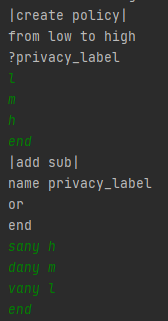 |create policy|
from low to high
?privacy_label
l
m
h
end
|add sub|
name privacy_label
or
end
sany h
dany m
vany l
end